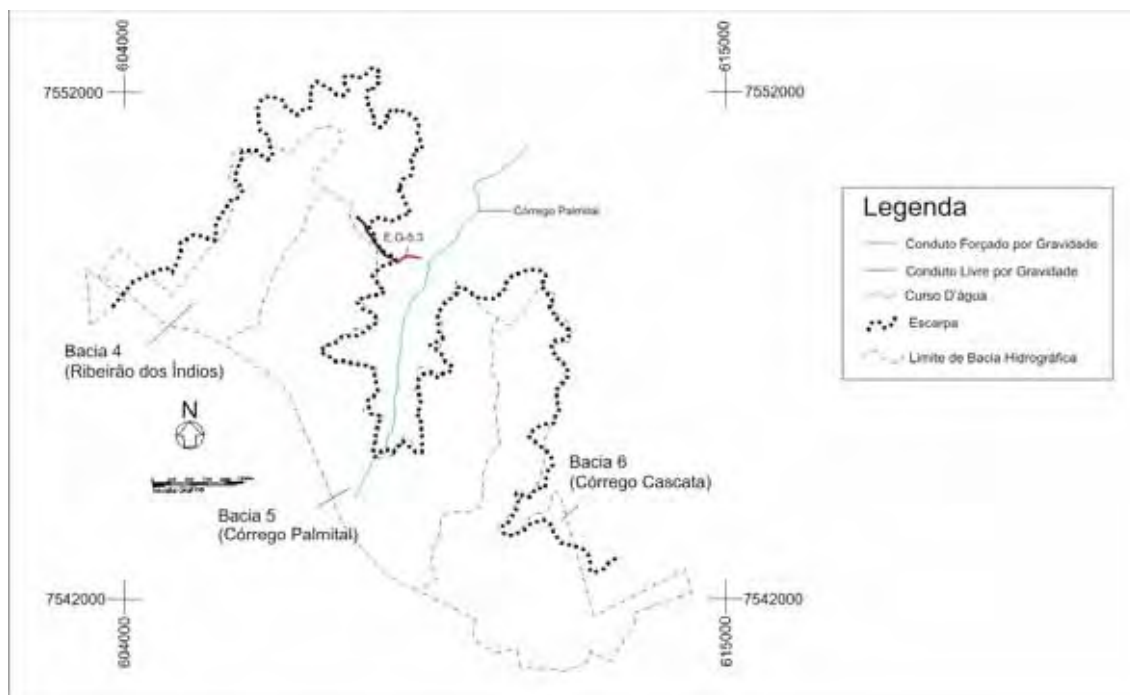 604000
615000
7552000
7552000
Córrego Palmital
E.G-5.3
Legenda
Conduto Forçado por Gravidade
Conduto Livre por Gravidade
Curso D'água
Escarpa
Limite de Bacia Hidrográfica
Bacia 4
(Ribeirão dos Índios)
N
Bacia 6
(Córrego Cascata)
Bacia 5
(Córrego Palmital)
7542000
7542000
604000
615000